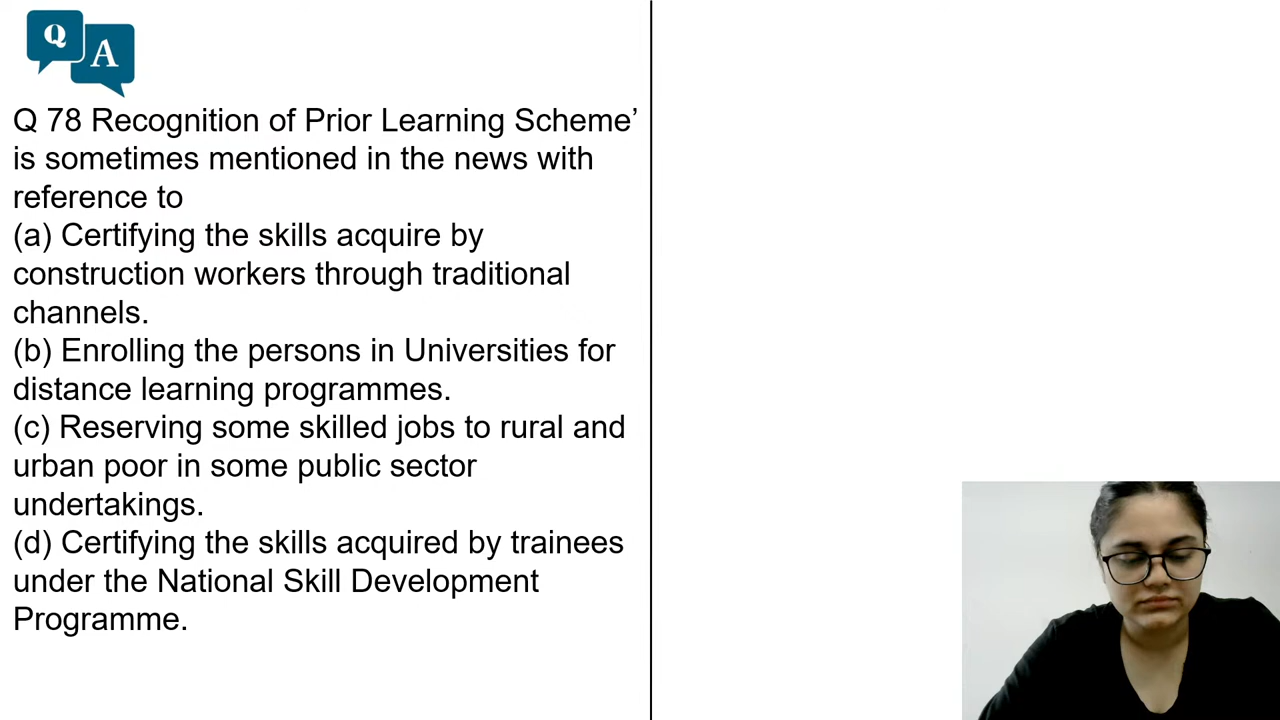 Q
A
Q 78 Recognition of Prior Learning Scheme’
is sometimes mentioned in the news with
reference to
(a) Certifying the skills acquire by
construction workers through traditional
channels.
(b) Enrolling the persons in Universities for
distance learning programmes.
(c) Reserving some skilled jobs to rural and
urban poor in some public sector
undertakings.
(d) Certifying the skills acquired by trainees
under the National Skill Development
Programme.